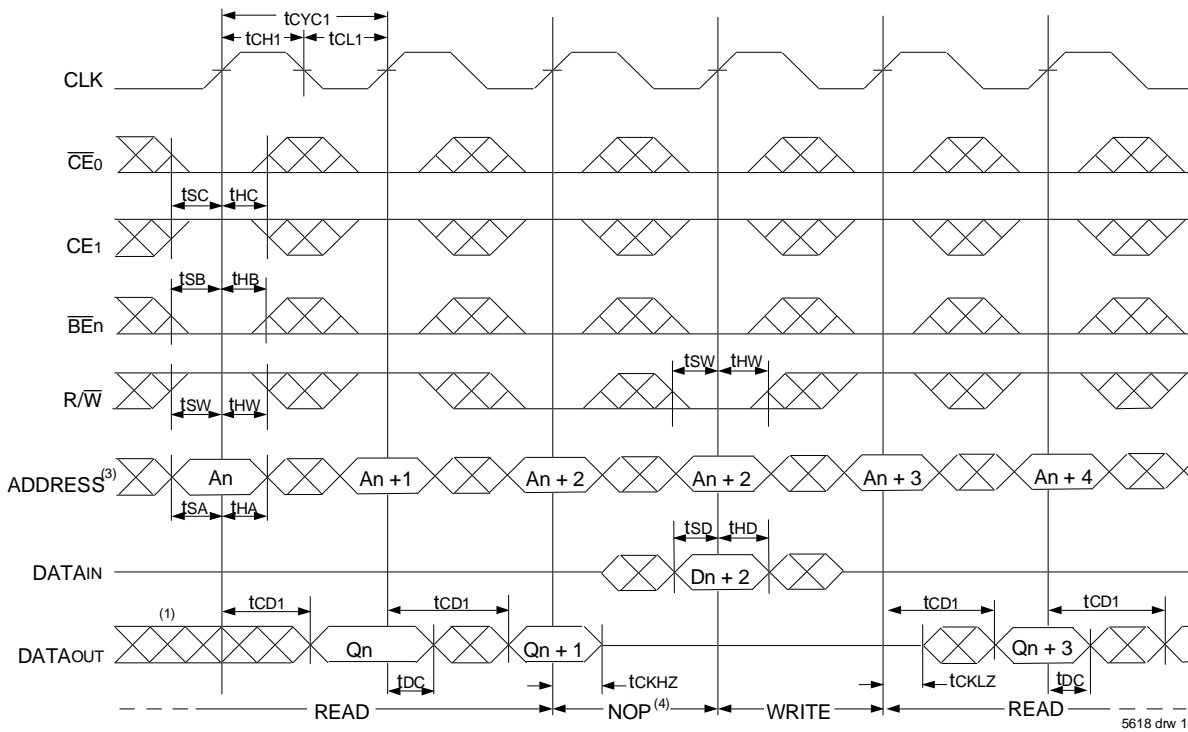 tCYC1
tCH1 tCL1
CLK
CE0
tSC tHC
CE1
tSB tHB
BEn
tSW tHW
R/W
tSW tHW
ADDRESS(3) An An +1 An + 2 An + 2 An + 3 An + 4
tSA tHA
tSD tHD
DATAIN Dn + 2
(1) tCD1 tCD1 tCD1 tCD1
DATAOUT Qn Qn + 1 Qn + 3
tDC tCKHZ tCKLZ tDC
READ NOP(4) WRITE READ
5618 drw 1